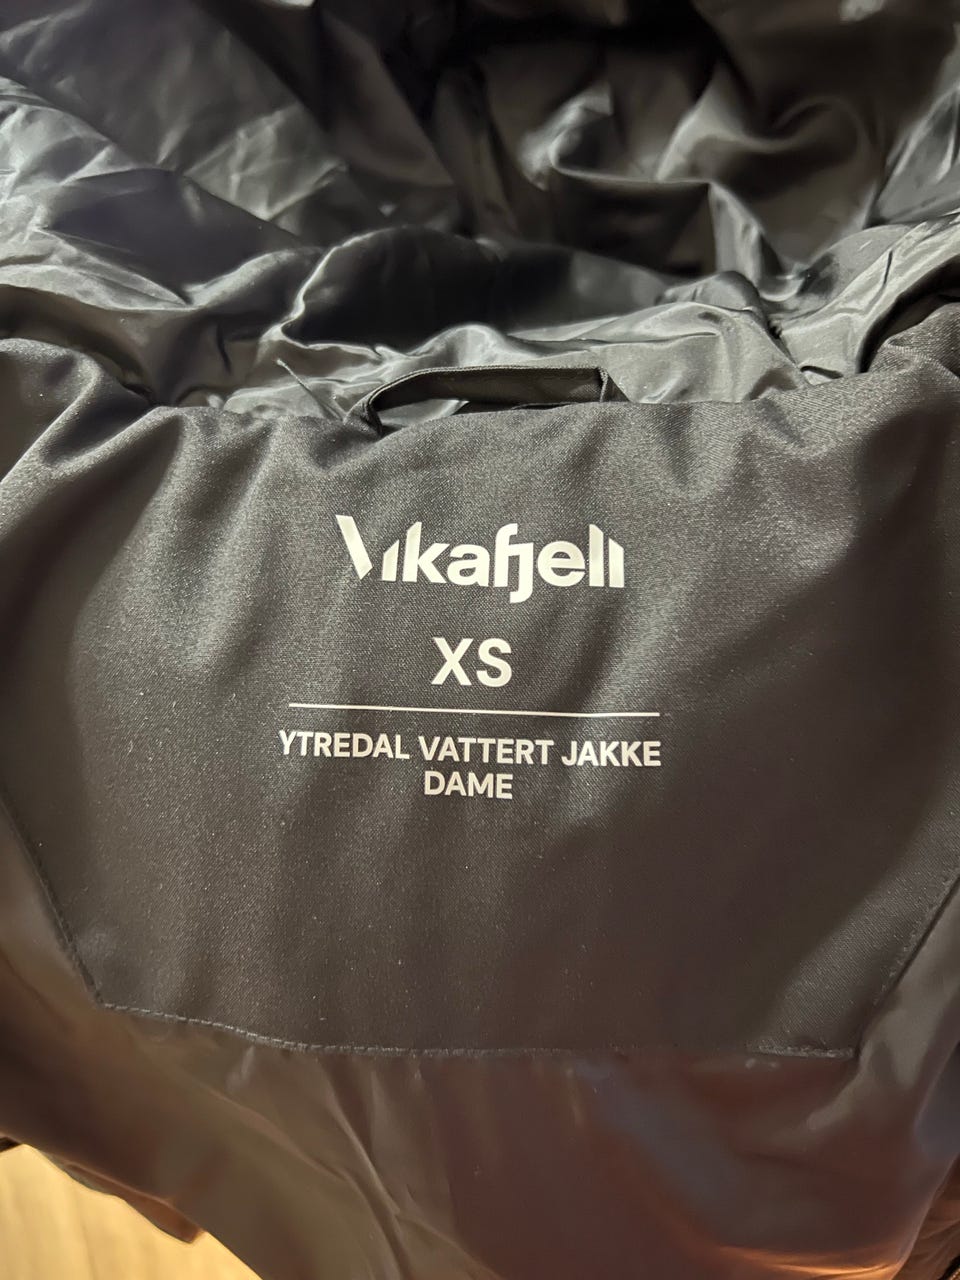 Vikafjell
XS
YTREDAL VATTERT JAKKE
DAME